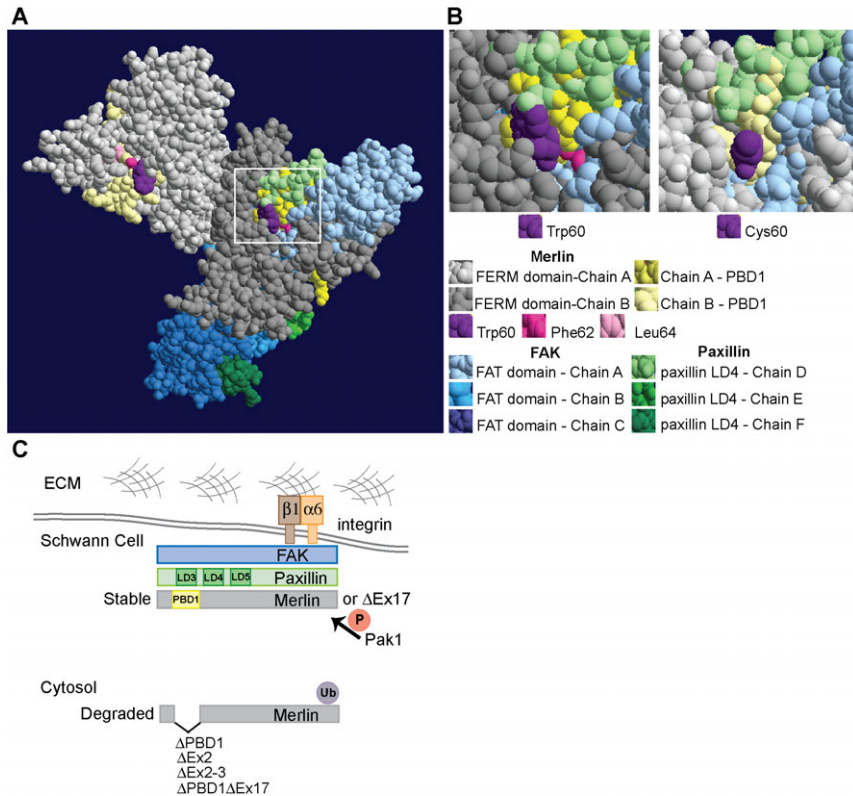 A
B
Trp60
Cys60
Merlin
FERM domain-Chain A
Chain A - PBD1
FERM domain-Chain B
Chain B - PBD1
Trp60
Phe62
Leu64
FAK
Paxillin
FAT domain - Chain A
paxillin LD4 - Chain D
FAT domain - Chain B
paxillin LD4 - Chain E
FAT domain - Chain C
paxillin LD4 - Chain F
C
ECM
β1
α6
integrin
Schwann Cell
FAK
LD3
LD4
LD5
Paxillin
Stable
PBD1
Merlin
or ΔEx17
P
Pak1
Cytosol
Ub
Degraded
Merlin
ΔPBD1
ΔEx2
ΔEx2-3
ΔPBD1ΔEx17